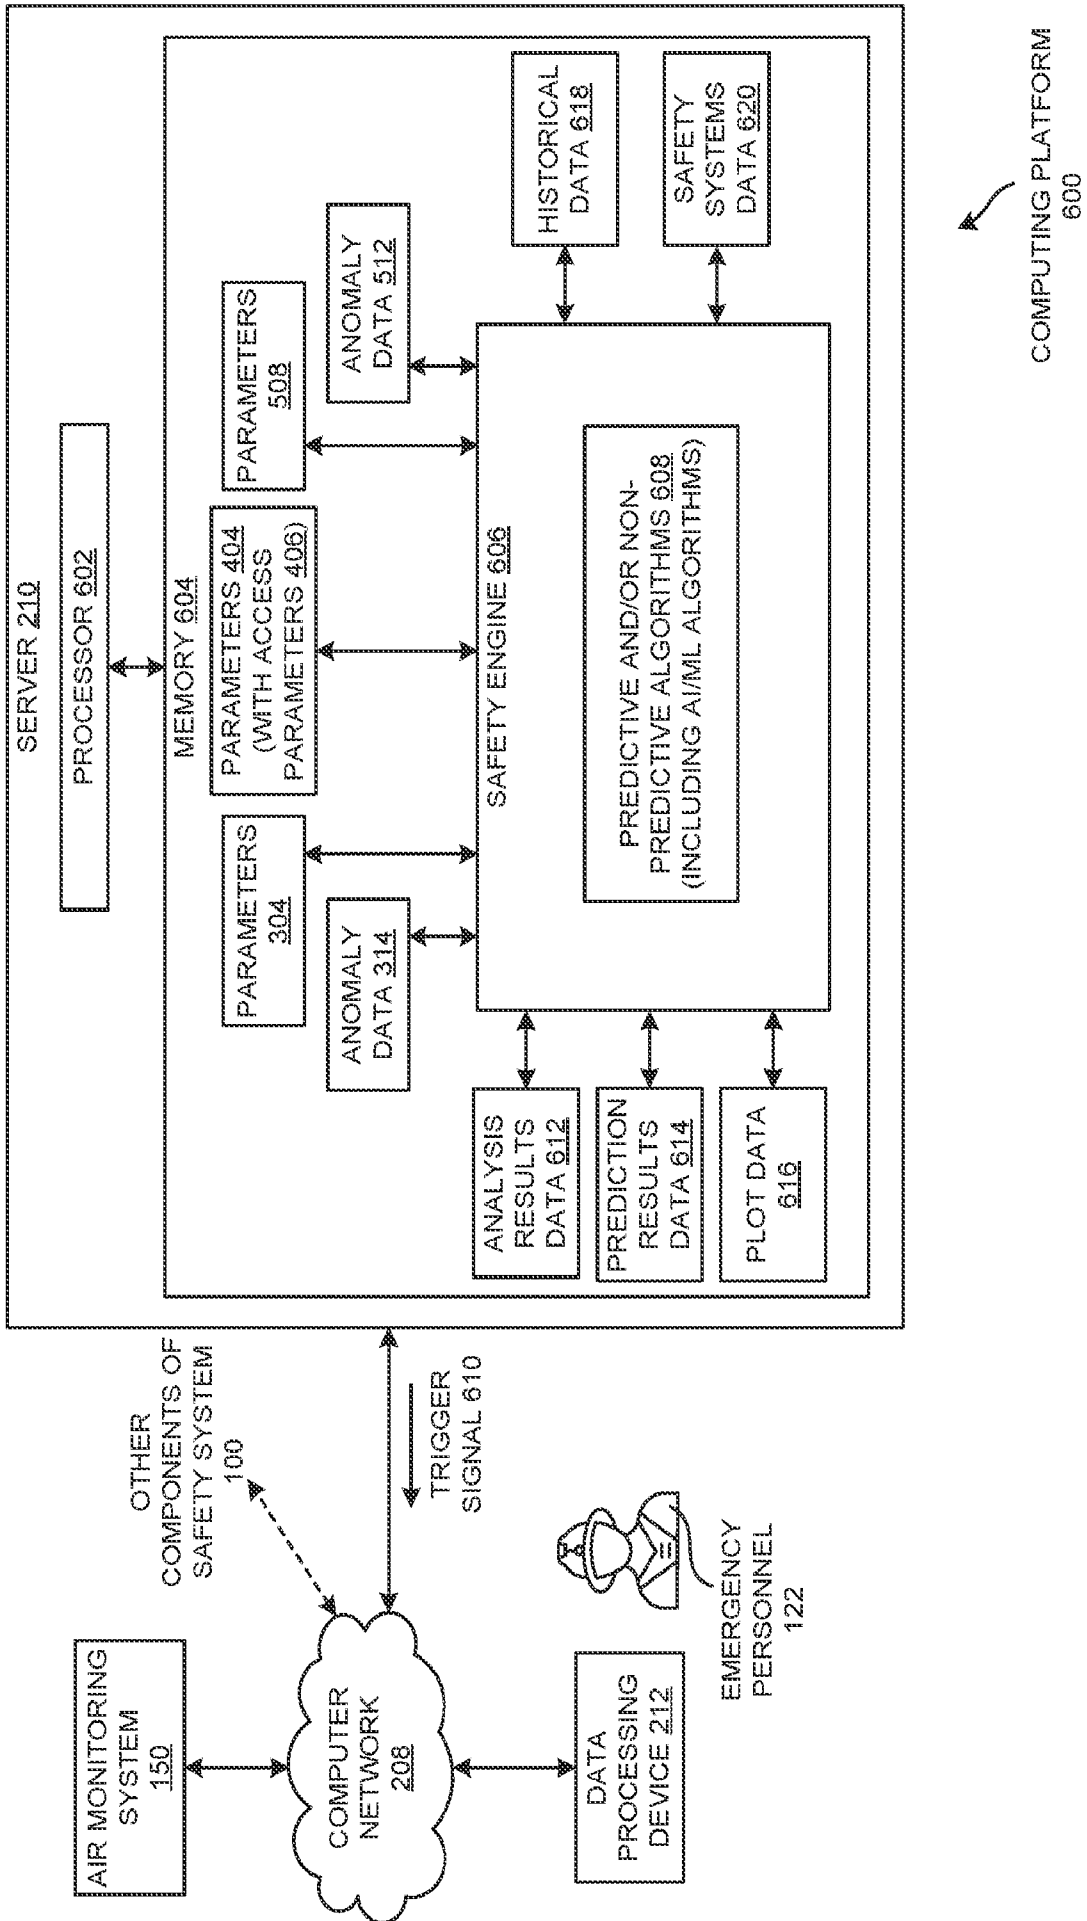 SERVER 210
PROCESSOR 602
MEMORY 604
PARAMETERS
304
PARAMETERS 404
(WITH ACCESS
PARAMETERS 406)
PARAMETERS
508
ANOMALY
DATA 314
ANOMALY
DATA 512
SAFETY ENGINE 606
PREDICTIVE AND/OR NON-
PREDICTIVE ALGORITHMS 608
(INCLUDING AI/ML ALGORITHMS)
ANALYSIS
RESULTS
DATA 612
PREDICTION
RESULTS
DATA 614
PLOT DATA
616
HISTORICAL
DATA 618
SAFETY
SYSTEMS
DATA 620
AIR MONITORING
SYSTEM
150
OTHER
COMPONENTS OF
SAFETY SYSTEM
100
COMPUTER
NETWORK
208
TRIGGER
SIGNAL 610
DATA
PROCESSING
DEVICE 212
EMERGENCY
PERSONNEL
122
COMPUTING PLATFORM
600